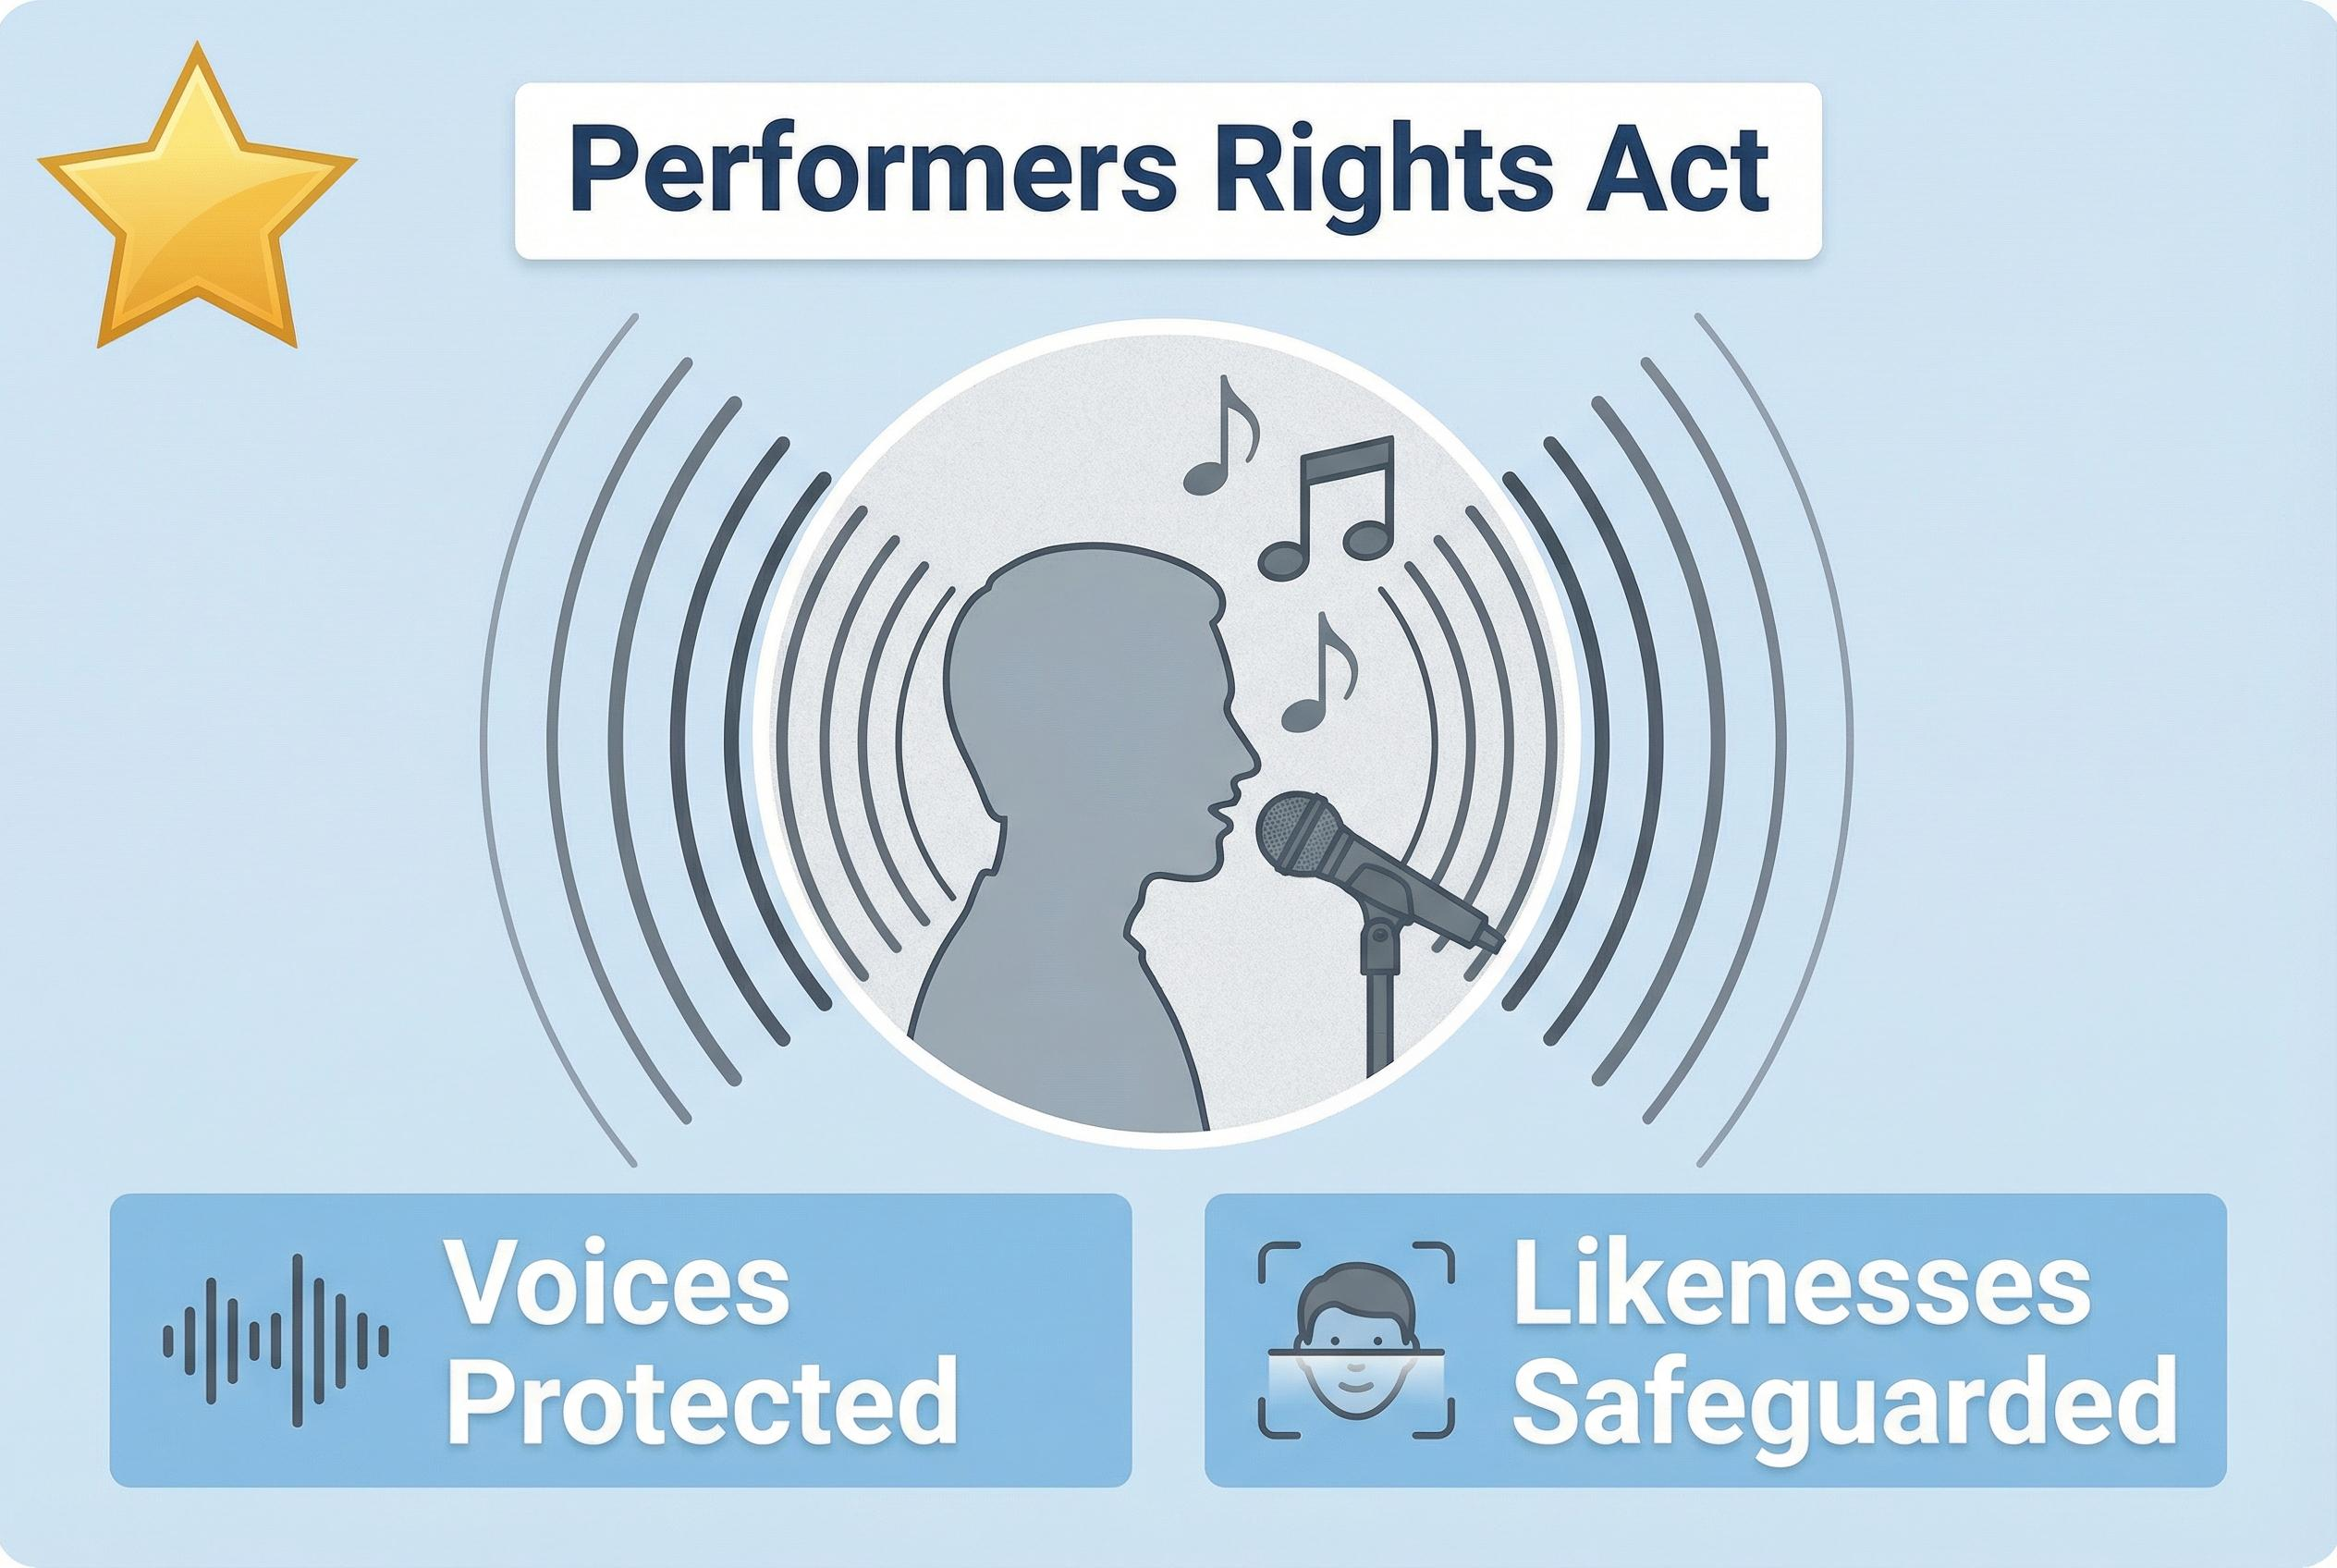 Performers Rights Act
Voices
Protected
Likenesses
Safeguarded